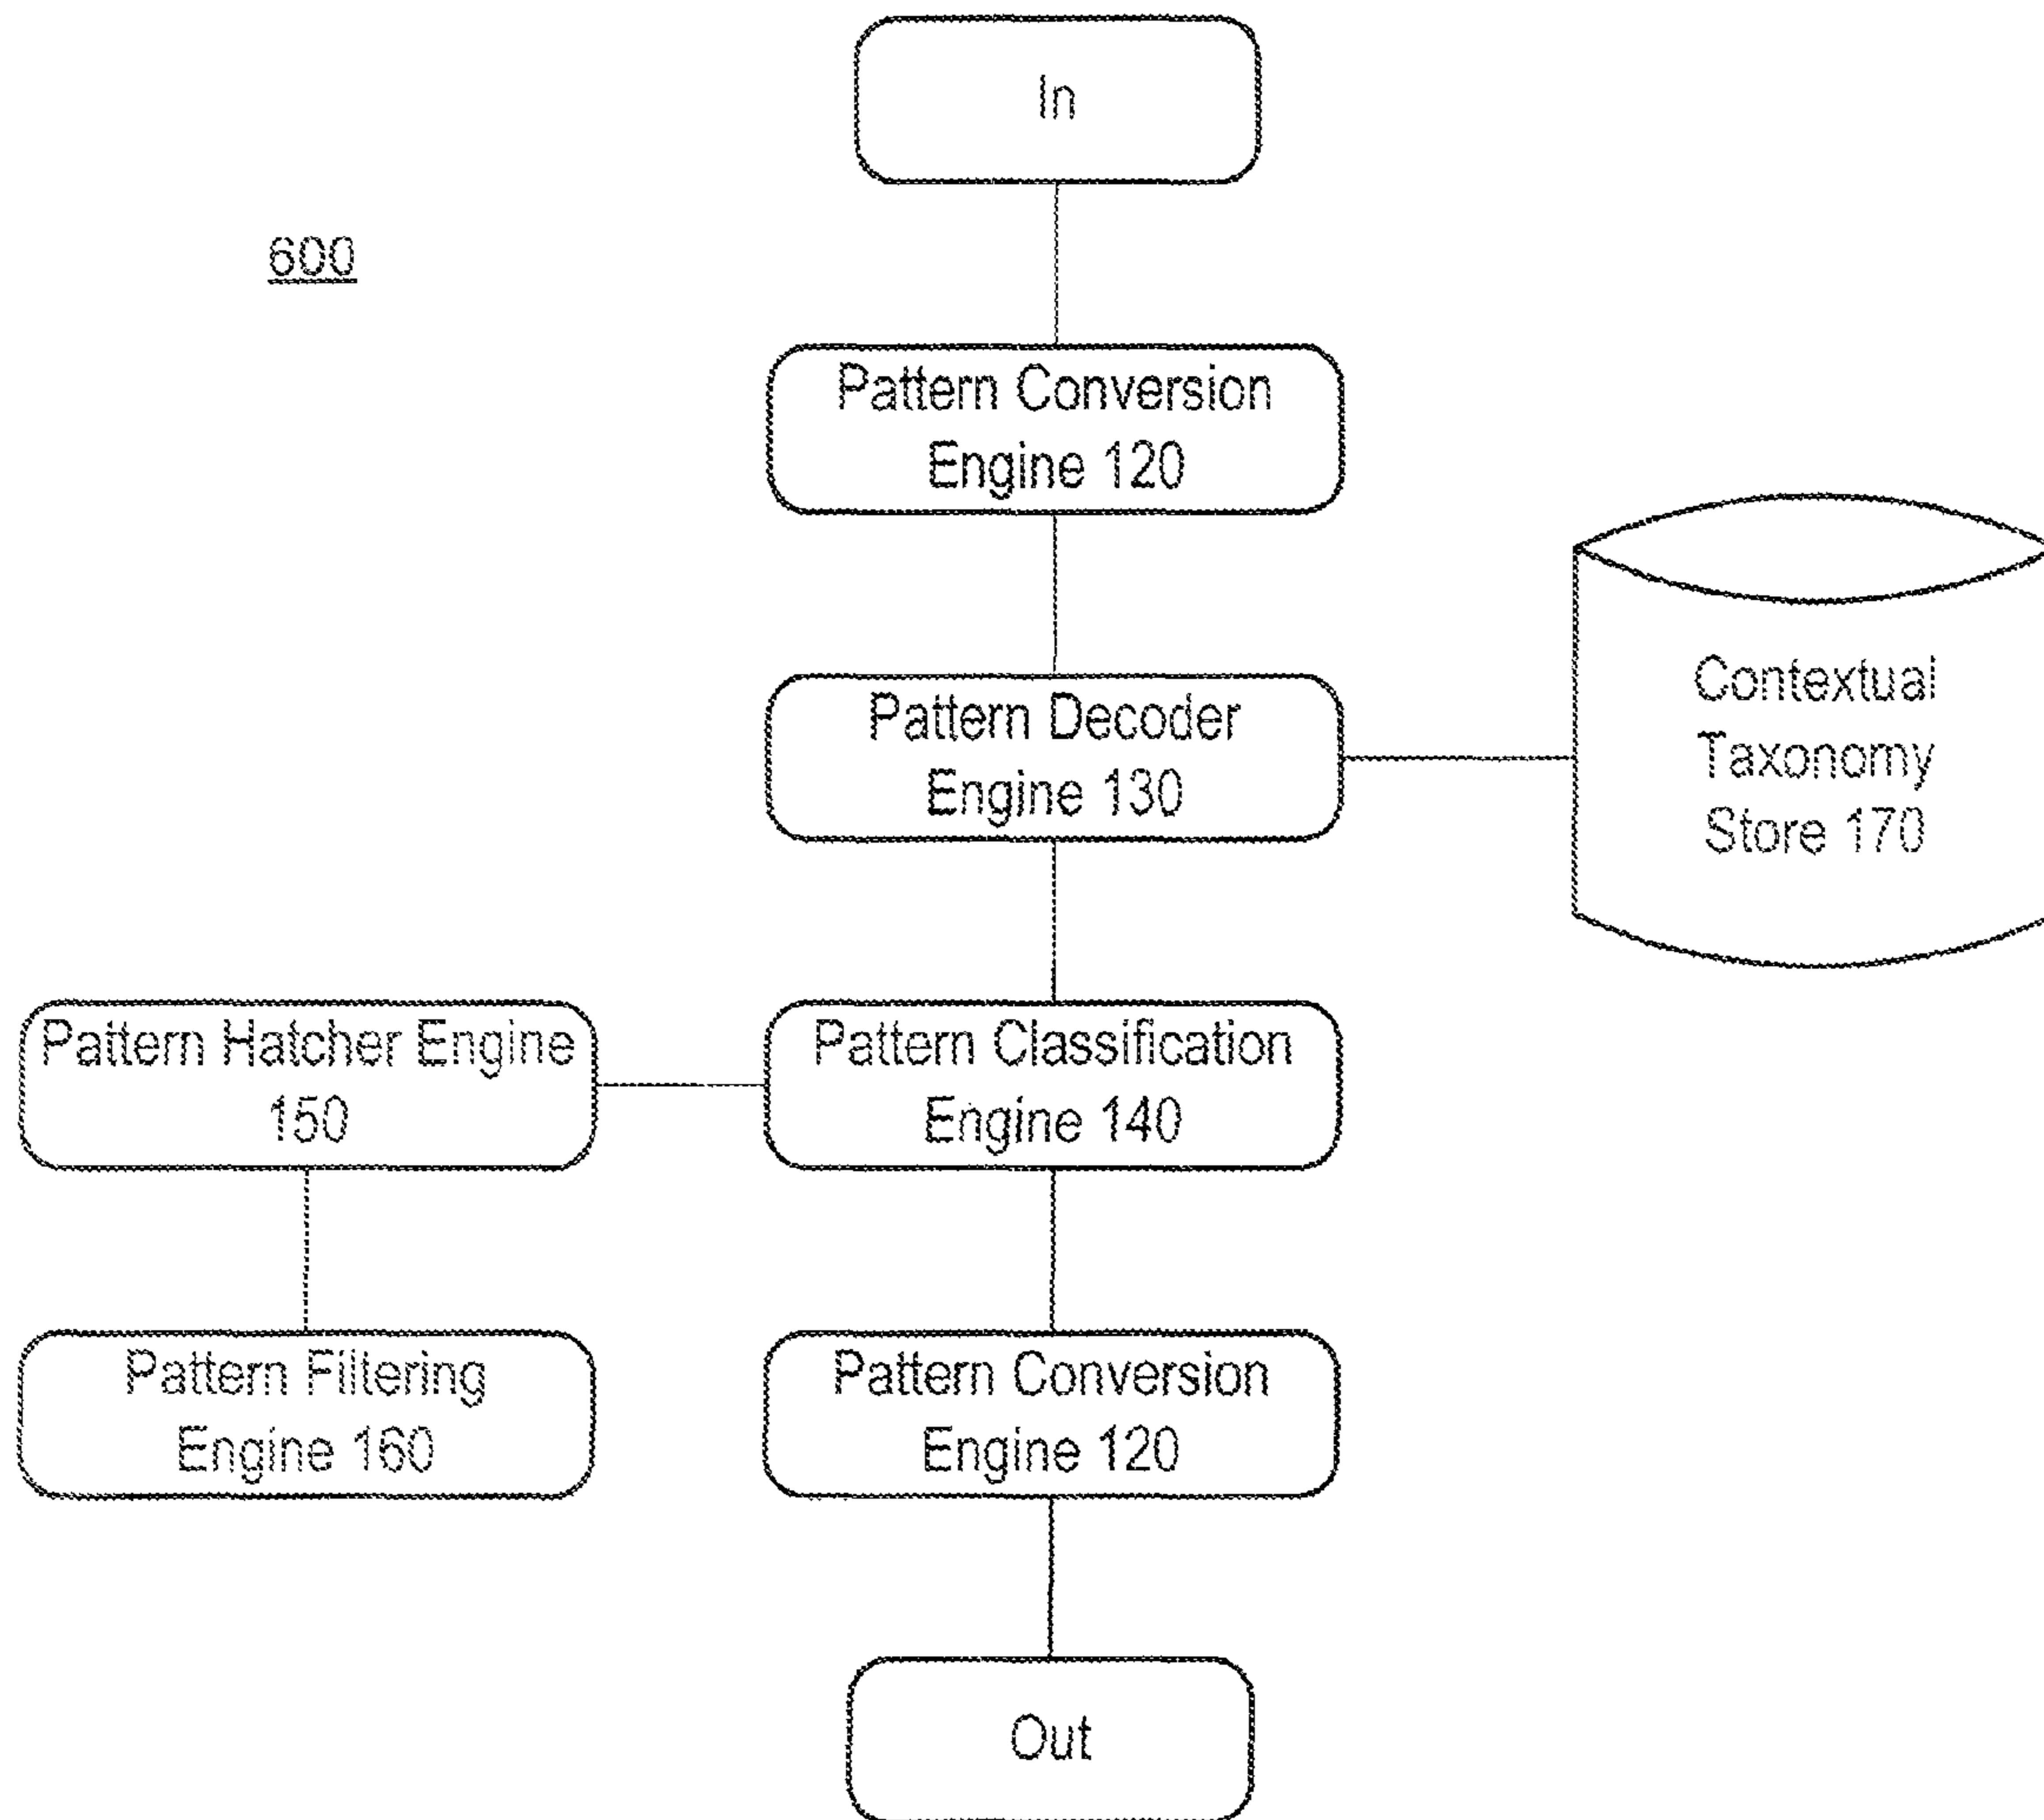 In
600
Pattern Conversion
Engine 120
Pattern Decoder
Engine 130
Contextual
Taxonomy
Store 170
Pattern Hatcher Engine
150
Pattern Classification
Engine 140
Pattern Filtering
Engine 160
Pattern Conversion
Engine 120
Out